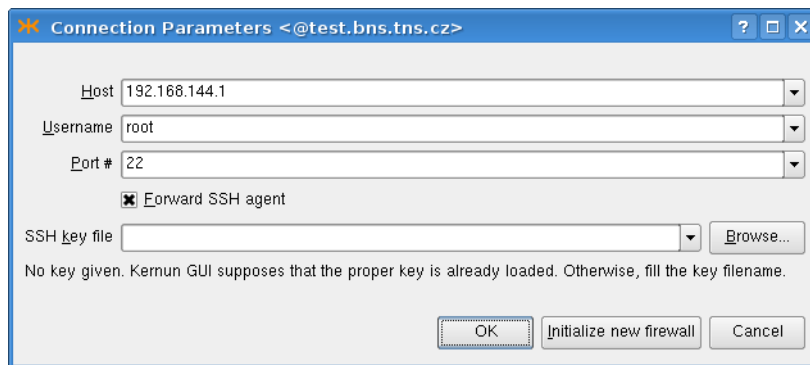 Connection Parameters <@test.bns.tns.cz>
Host 192.168.144.1
Username root
Port # 22
Forward SSH agent
SSH key file Browse...
No key given. Kernun GUI supposes that the proper key is already loaded. Otherwise, fill the key filename.
OK Initialize new firewall Cancel